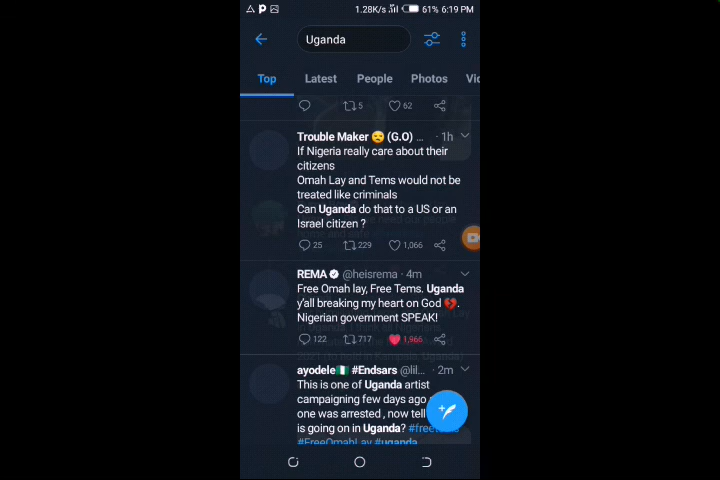 1.28K/s 61% 6:19 PM
Uganda
Top Latest People Photos Vid
5 62
Trouble Maker 😪 (G.O) ... · 1h
If Nigeria really care about their
citizens
Omah Lay and Tems would not be
treated like criminals
Can Uganda do that to a US or an
Israel citizen ?
25 229 1,066
REMA @heisrema · 4m
Free Omah lay, Free Tems. Uganda
y'all breaking my heart on God 💔.
Nigerian government SPEAK!
122 717 1,966
ayodele🇳🇬 #Endsars @lil... · 2m
This is one of Uganda artist
campaigning few days ago
one was arrested , now tell
is going on in Uganda?
#FreeOmahLay #uganda